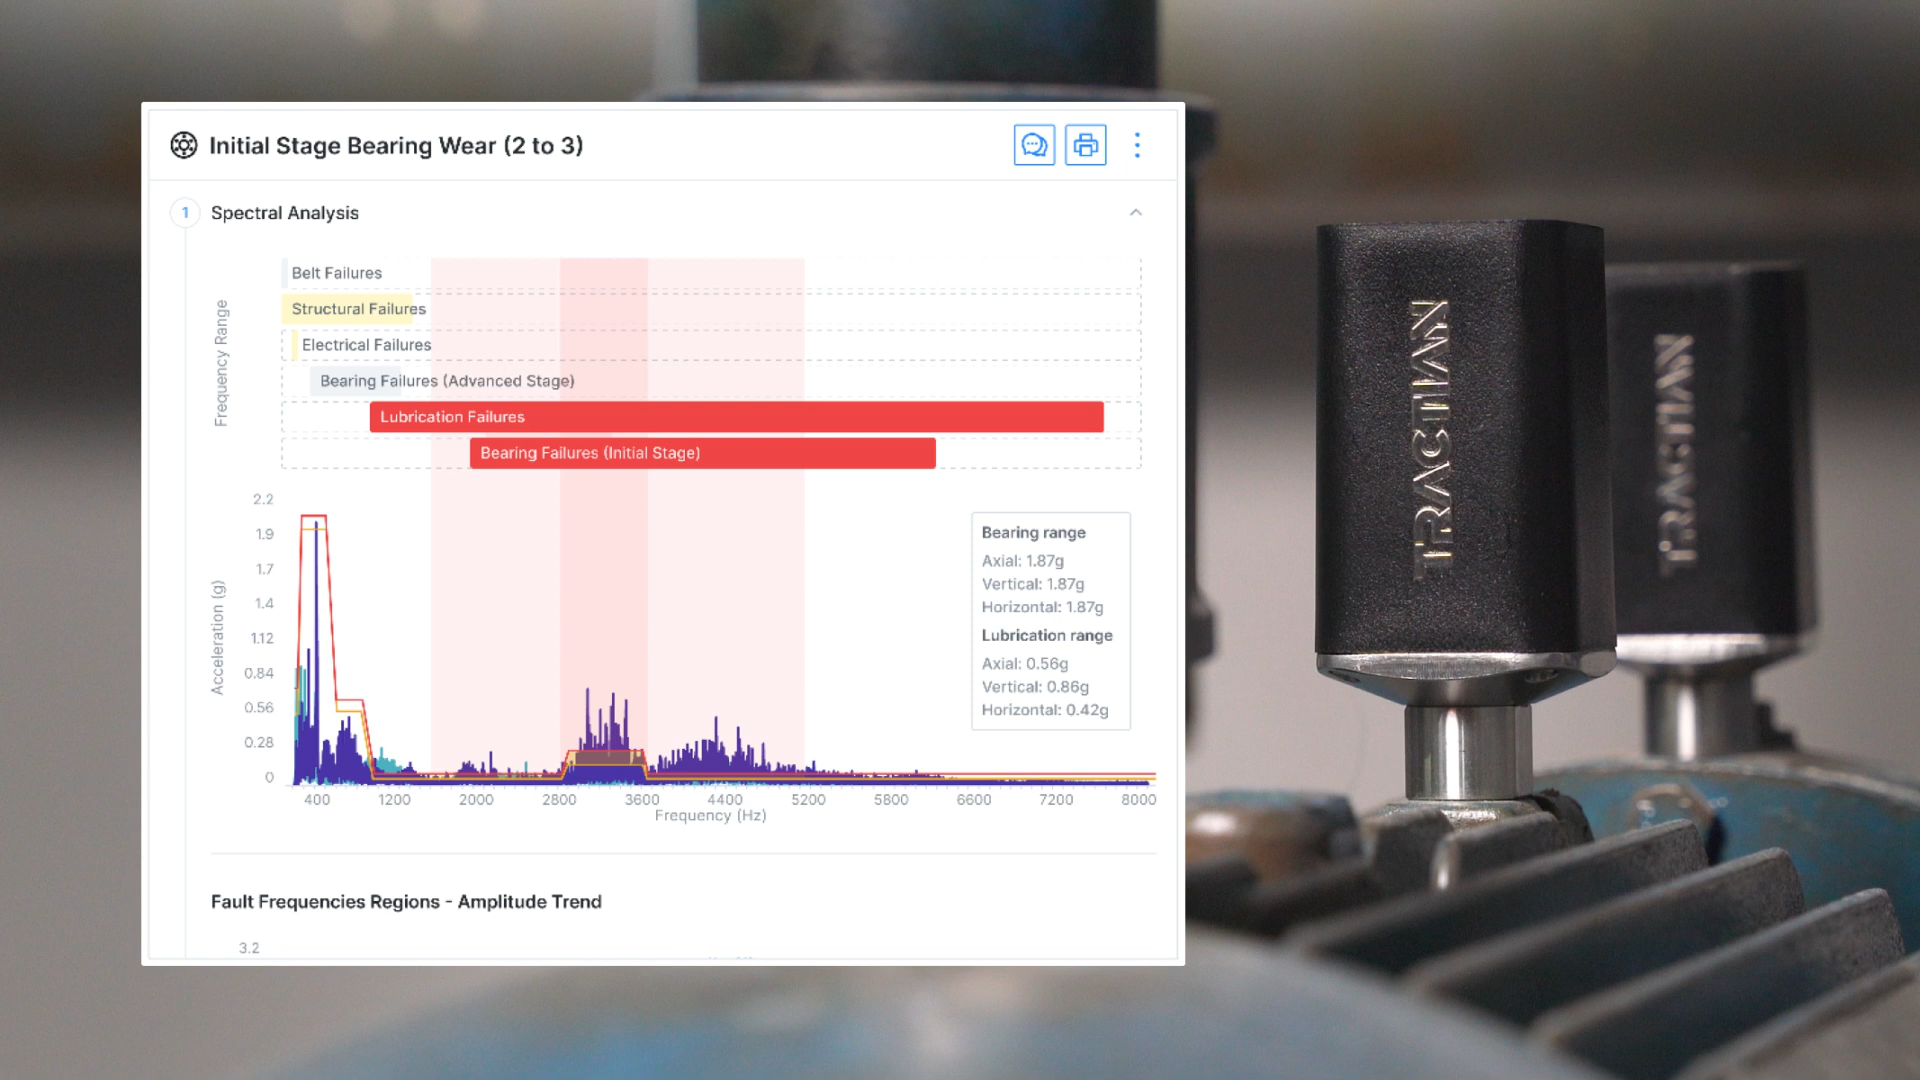 Initial Stage Bearing Wear (2 to 3)
1 Spectral Analysis
Frequency Range
Belt Failures
Structural Failures
Electrical Failures
Bearing Failures (Advanced Stage)
Lubrication Failures
Bearing Failures (Initial Stage)
Acceleration (g)
2.2
1.9
1.7
1.4
1.12
0.84
0.56
0.28
0
400 1200 2000 2800 3600 4400 5200 5800 6600 7200 8000
Frequency (Hz)
Bearing range
Axial: 1.87g
Vertical: 1.87g
Horizontal: 1.87g
Lubrication range
Axial: 0.56g
Vertical: 0.86g
Horizontal: 0.42g
Fault Frequencies Regions - Amplitude Trend
3.2
TRACTIAN
TRACTIAN